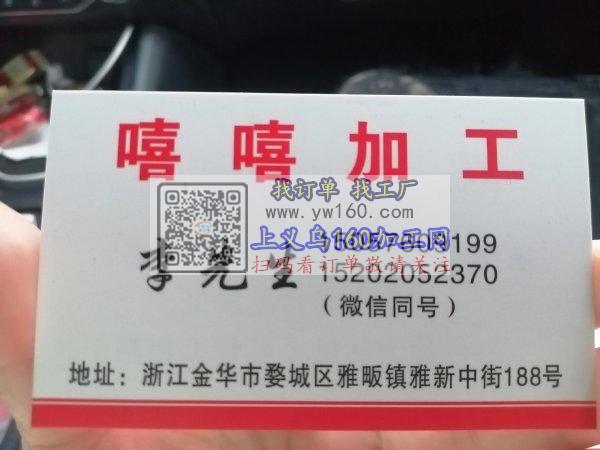 嘻嘻加工
找订单 找工厂
www.yw160.com
上义乌160加工网
扫码看订单敬请关注
李先生
15202052370
(微信同号)
地址：浙江金华市婺城区雅畈镇雅新中街188号